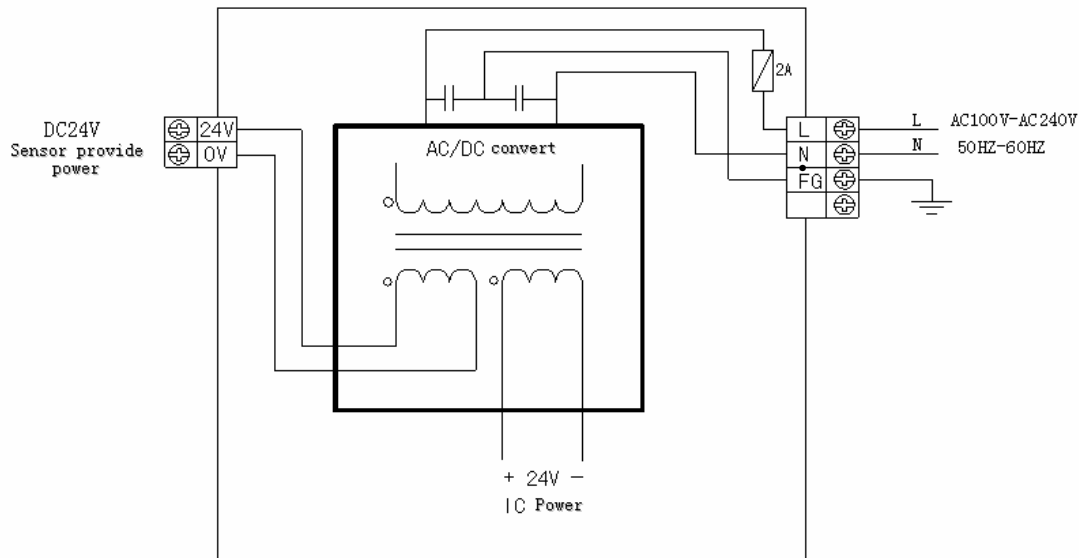 2A
DC24V
Sensor provide
power
24V
0V
AC/DC convert
L
N
FG
L AC100V-AC240V
N 50HZ-60HZ
+ 24V −
IC Power